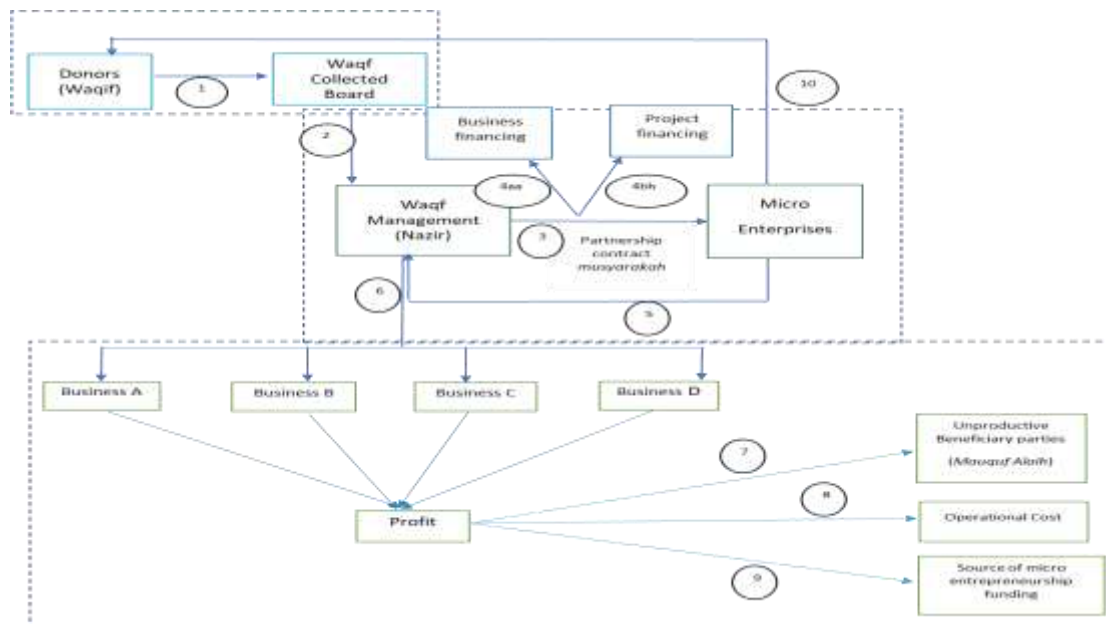 Donors
(Waqif)
1
Waqf
Collected
Board
10
2
Business
financing
Project
financing
4aa
4bb
Waqf
Management
(Nazir)
3
Partnership
contract
musyarakah
Micro
Enterprises
6
5
Business A
Business B
Business C
Business D
Profit
7
8
9
Unproductive
Beneficiary parties
(Mauquf Alaih)
Operational Cost
Source of micro
entrepreneurship
funding